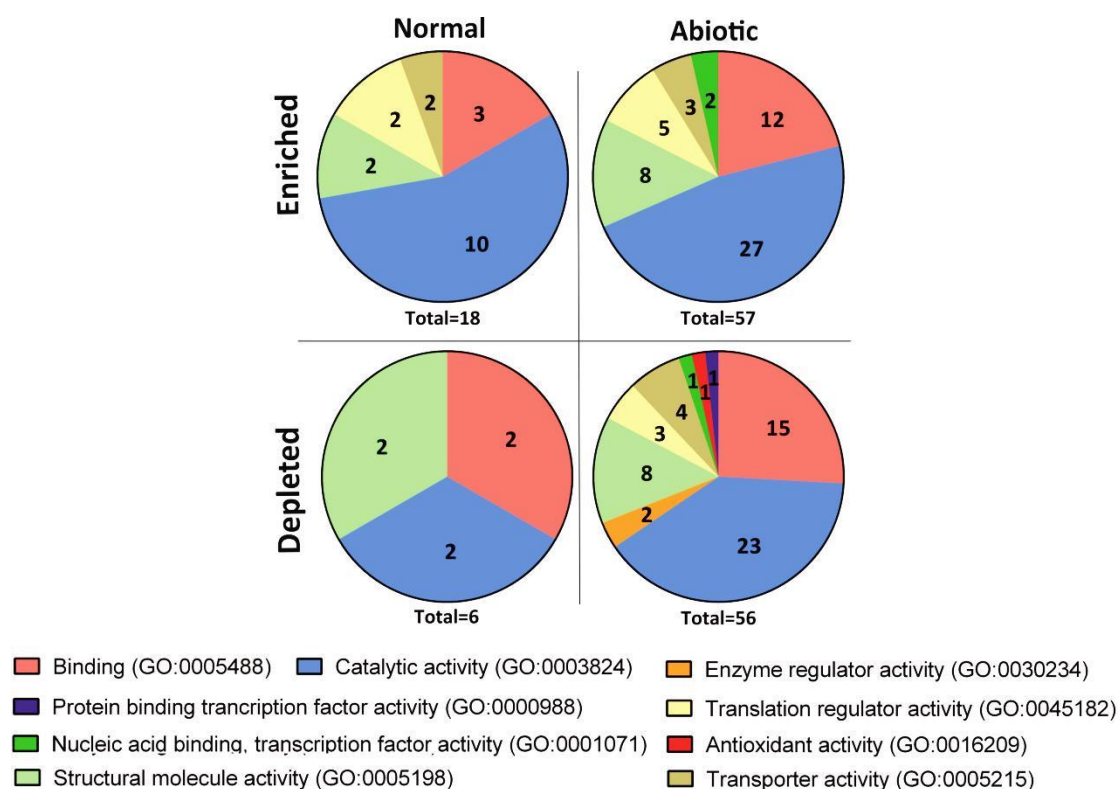 Normal
Abiotic
Enriched
2
3
2
2
10
Total=18
2
12
3
5
8
27
Total=57
Depleted
2
2
2
Total=6
1
1
1
4
15
3
8
2
23
Total=56
Binding (GO:0005488)
Catalytic activity (GO:0003824)
Enzyme regulator activity (GO:0030234)
Protein binding trancription factor activity (GO:0000988)
Translation regulator activity (GO:0045182)
Nucleic acid binding, transcription factor activity (GO:0001071)
Antioxidant activity (GO:0016209)
Structural molecule activity (GO:0005198)
Transporter activity (GO:0005215)